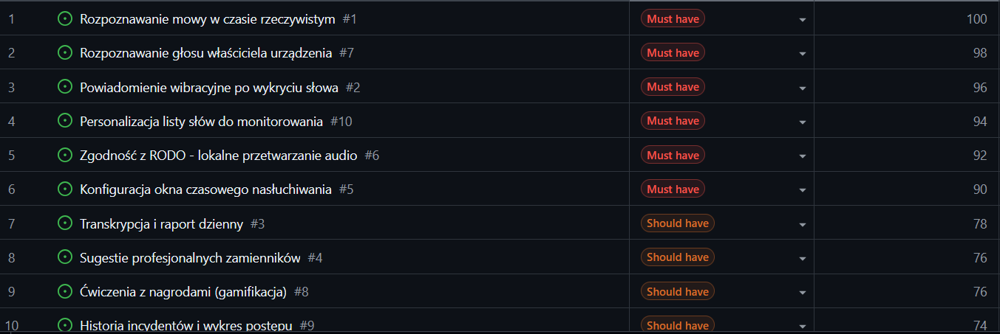 1 Rozpoznawanie mowy w czasie rzeczywistym #1 Must have 100
2 Rozpoznawanie głosu właściciela urządzenia #7 Must have 98
3 Powiadomienie wibracyjne po wykryciu słowa #2 Must have 96
4 Personalizacja listy słów do monitorowania #10 Must have 94
5 Zgodność z RODO - lokalne przetwarzanie audio #6 Must have 92
6 Konfiguracja okna czasowego nasłuchiwania #5 Must have 90
7 Transkrypcja i raport dzienny #3 Should have 78
8 Sugestie profesjonalnych zamienników #4 Should have 76
9 Ćwiczenia z nagrodami (gamifikacja) #8 Should have 76
10 Historia incydentów i wykres postępu #9 Should have 74